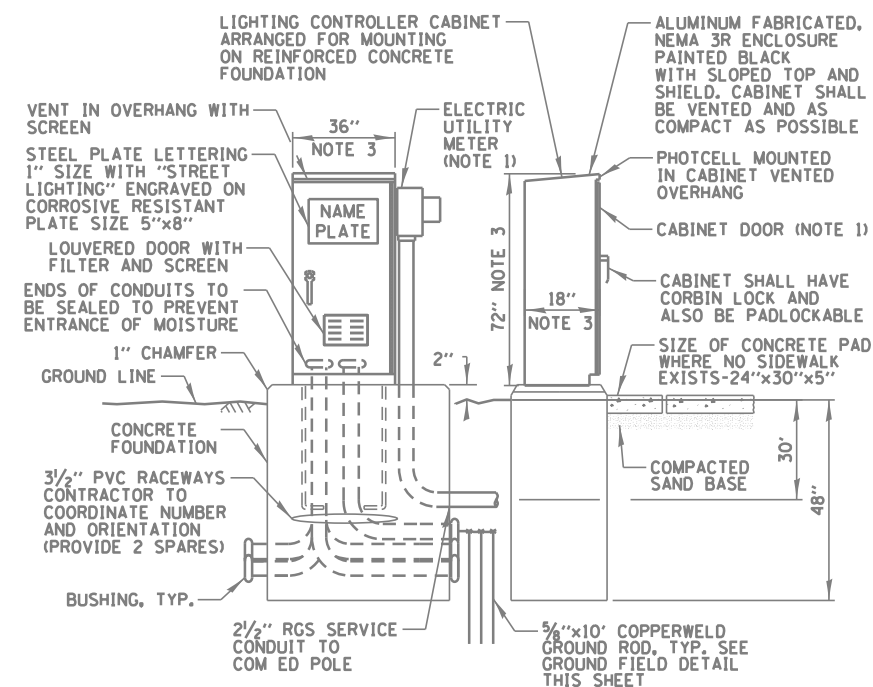 LIGHTING CONTROLLER CABINET
ARRANGED FOR MOUNTING
ON REINFORCED CONCRETE
FOUNDATION
ALUMINUM FABRICATED,
NEMA 3R ENCLOSURE
PAINTED BLACK
WITH SLOPED TOP AND
SHIELD. CABINET SHALL
BE VENTED AND AS
COMPACT AS POSSIBLE
VENT IN OVERHANG WITH
SCREEN
36"
NOTE 3
ELECTRIC
UTILITY
METER
(NOTE 1)
STEEL PLATE LETTERING
1" SIZE WITH "STREET
LIGHTING" ENGRAVED ON
CORROSIVE RESISTANT
PLATE SIZE 5"x8"
NAME
PLATE
PHOTCELL MOUNTED
IN CABINET VENTED
OVERHANG
CABINET DOOR (NOTE 1)
72" NOTE 3
18"
NOTE 3
LOUVERED DOOR WITH
FILTER AND SCREEN
CABINET SHALL HAVE
CORBIN LOCK AND
ALSO BE PADLOCKABLE
ENDS OF CONDUITS TO
BE SEALED TO PREVENT
ENTRANCE OF MOISTURE
SIZE OF CONCRETE PAD
WHERE NO SIDEWALK
EXISTS-24"x30"x5"
1" CHAMFER
2"
GROUND LINE
CONCRETE
FOUNDATION
30'
48"
COMPACTED
SAND BASE
3 1/2" PVC RACEWAYS
CONTRACTOR TO
COORDINATE NUMBER
AND ORIENTATION
(PROVIDE 2 SPARES)
BUSHING, TYP.
2 1/2" RGS SERVICE
CONDUIT TO
COM ED POLE
5/8"x10' COPPERWELD
GROUND ROD, TYP. SEE
GROUND FIELD DETAIL
THIS SHEET